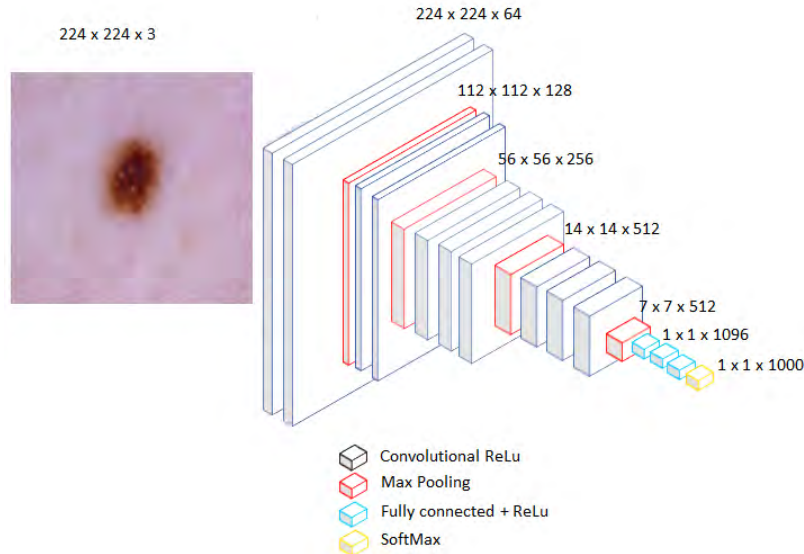 224 x 224 x 3
224 x 224 x 64
112 x 112 x 128
56 x 56 x 256
14 x 14 x 512
7 x 7 x 512
1 x 1 x 1096
1 x 1 x 1000
Convolutional ReLu
Max Pooling
Fully connected + ReLu
SoftMax